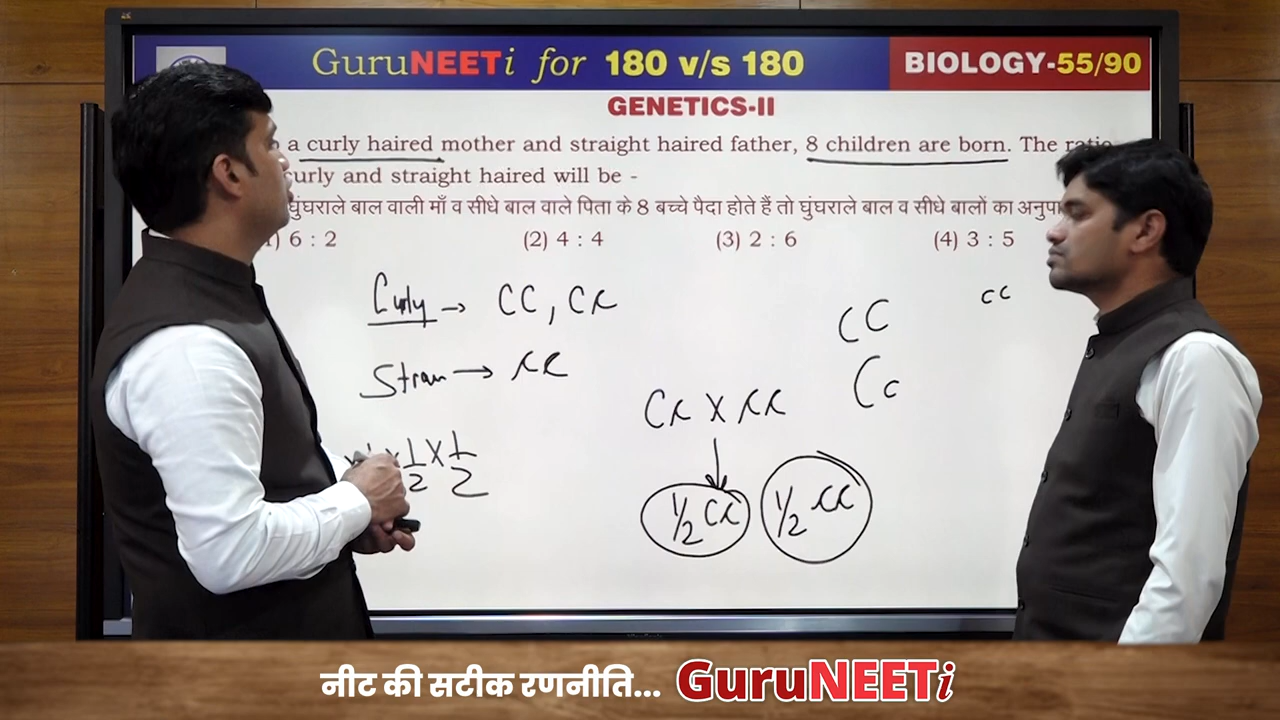 GuruNEETi for 180 v/s 180
BIOLOGY-55/90
GENETICS-II
a curly haired mother and straight haired father, 8 children are born. The ratio
curly and straight haired will be -
घुंघराले बाल वाली माँ व सीधे बाल वाले पिता के 8 बच्चे पैदा होते हैं तो घुंघराले बाल व सीधे बालों का
6 : 2 (2) 4 : 4 (3) 2 : 6 (4) 3 : 5
Curly → CC, Cc
CC
cc
Cc
Cc X cc
1/2 X 1/2
1/2 Cc 1/2 cc
नीट की सटीक रणनीति... GuruNEETi